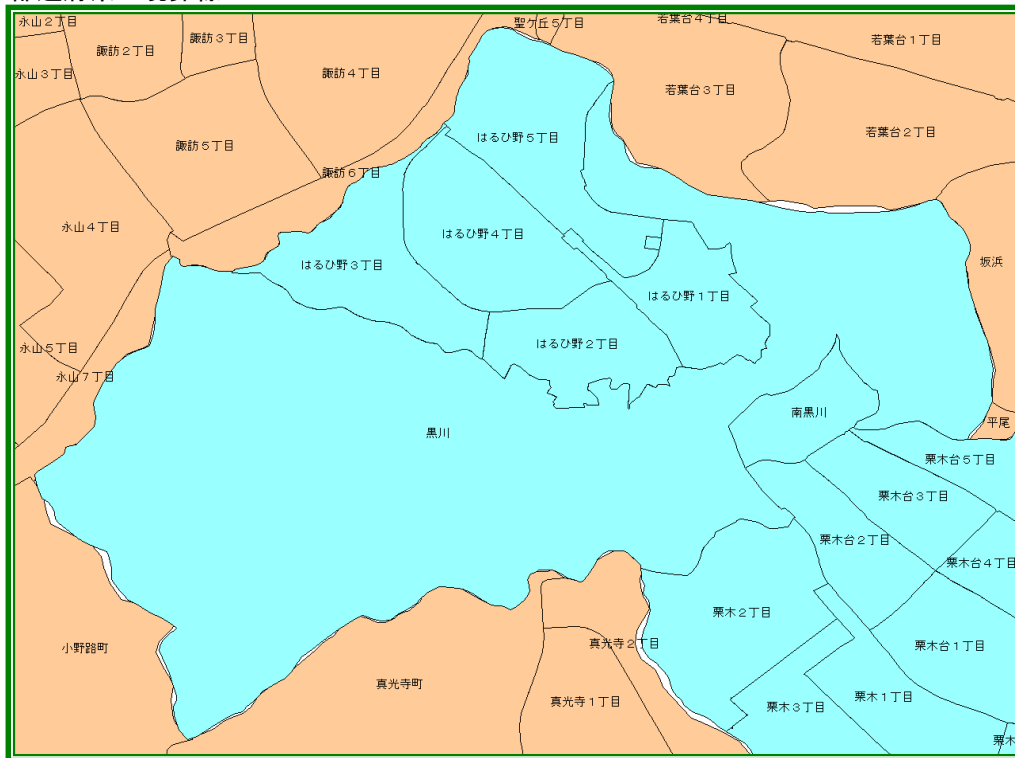 永山２丁目
聖ケ丘５丁目
若葉台４丁目
諏訪２丁目
諏訪３丁目
若葉台１丁目
永山３丁目
諏訪４丁目
若葉台３丁目
若葉台２丁目
諏訪５丁目
はるひ野５丁目
諏訪６丁目
永山４丁目
はるひ野４丁目
はるひ野３丁目
坂浜
はるひ野１丁目
永山５丁目
はるひ野２丁目
永山７丁目
南黒川
平尾
黒川
栗木台５丁目
栗木台３丁目
栗木台２丁目
栗木台４丁目
栗木２丁目
小野路町
真光寺２丁目
栗木台１丁目
真光寺町
真光寺１丁目
栗木３丁目
栗木１丁目
栗木